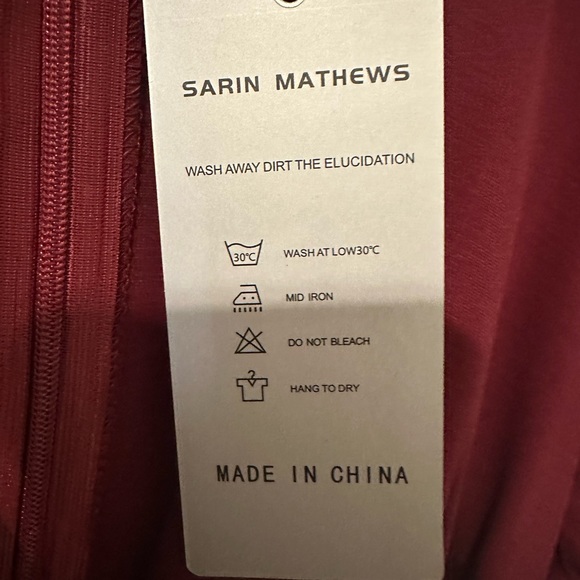 SARIN MATHEWS
WASH AWAY DIRT THE ELUCIDATION
30℃ WASH AT LOW30℃
MID IRON
DO NOT BLEACH
HANG TO DRY
MADE IN CHINA